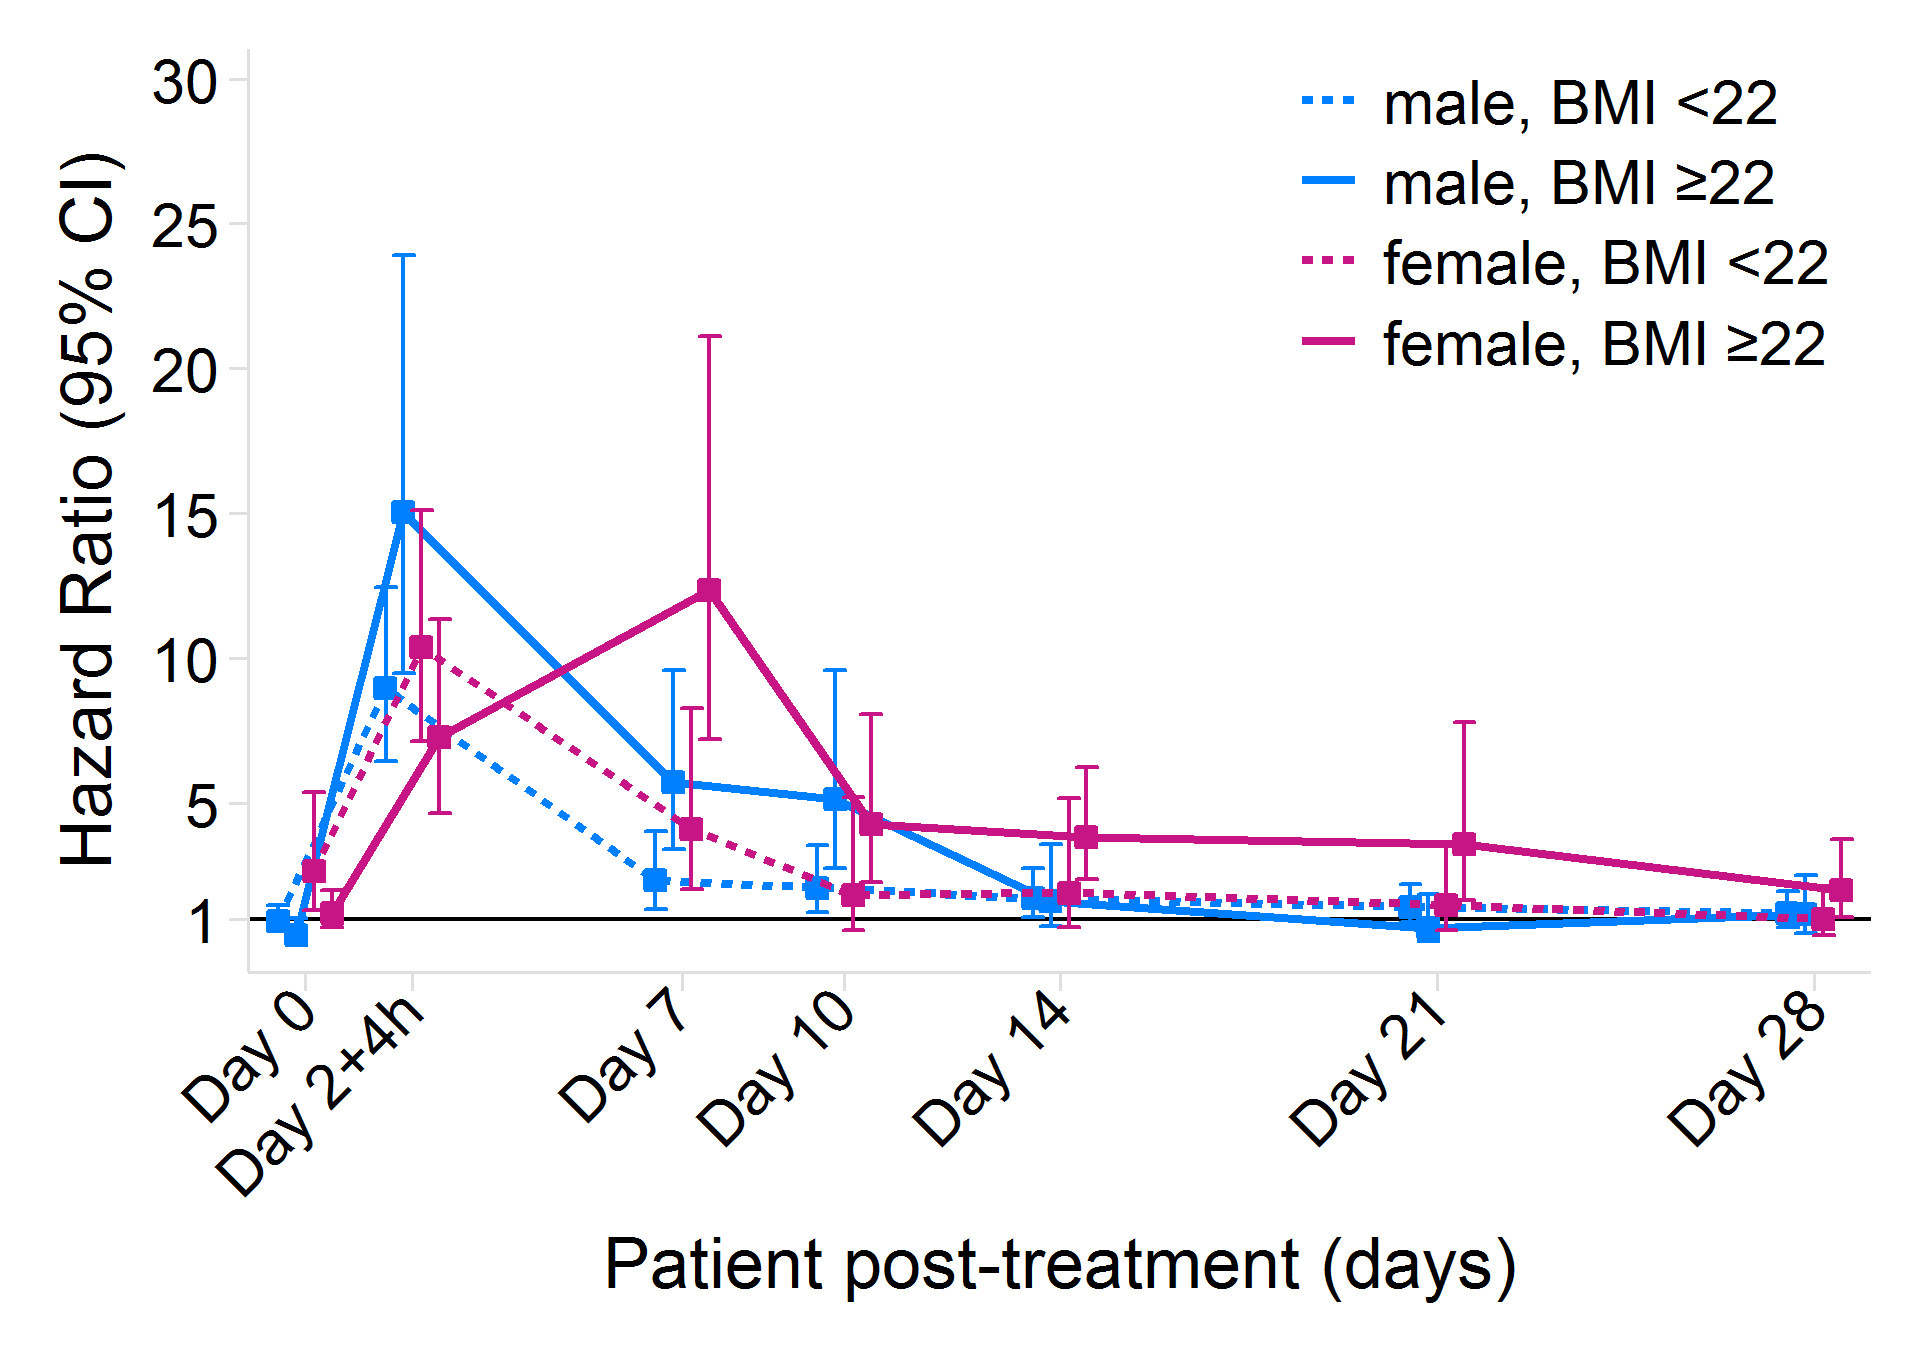 Hazard Ratio (95% CI)
30
25
20
15
10
5
1
male, BMI <22
male, BMI ≥22
female, BMI <22
female, BMI ≥22
Day 0
Day 2+4h
Day 7
Day 10
Day 14
Day 21
Day 28
Patient post-treatment (days)